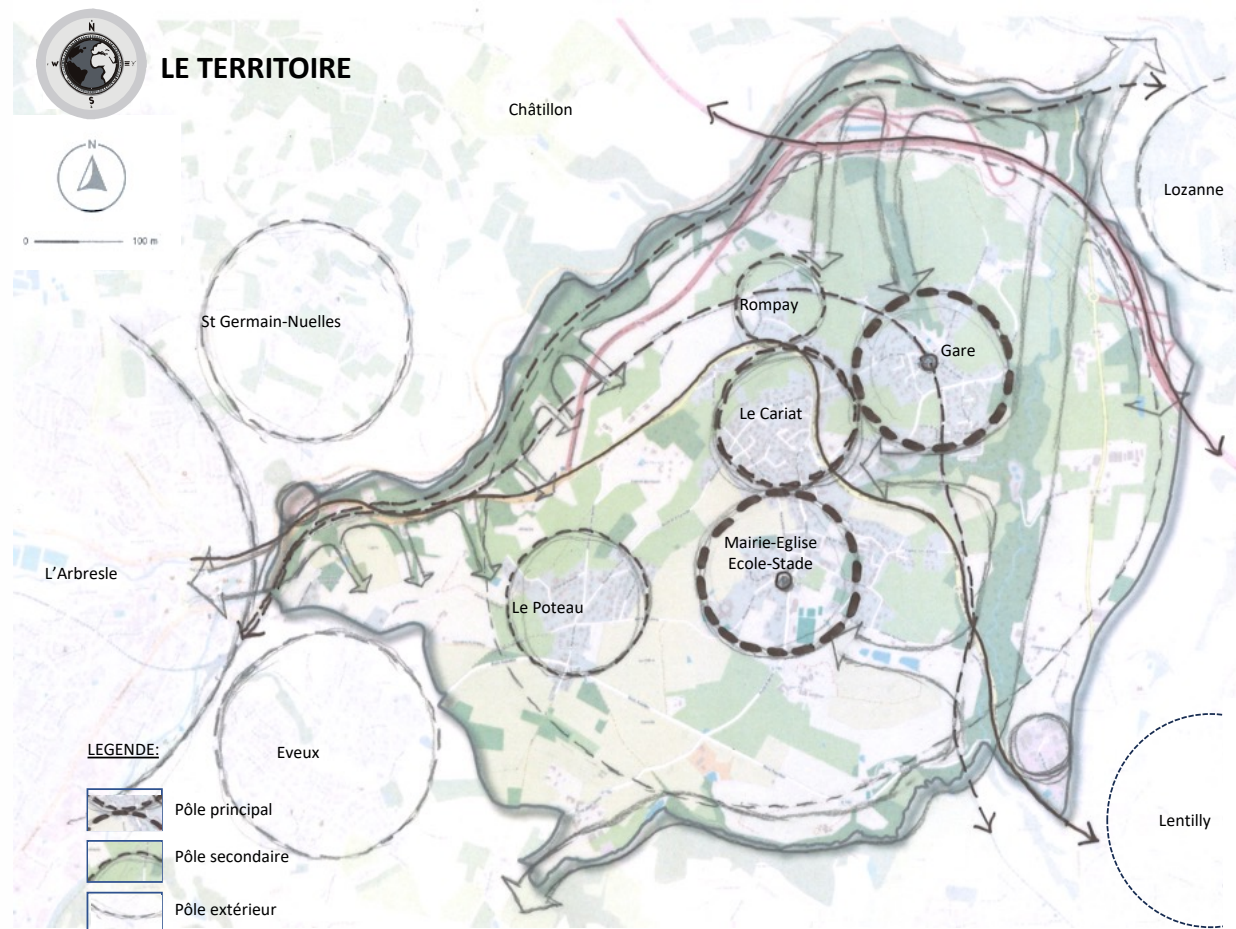 N
W
E
S
LE TERRITOIRE
N
0
100 m
Châtillon
Lozanne
St Germain-Nuelles
Rompay
Gare
Le Cariat
Mairie-Eglise
Ecole-Stade
L'Arbresle
Le Poteau
Eveux
Lentilly
LEGENDE:
Pôle principal
Pôle secondaire
Pôle extérieur